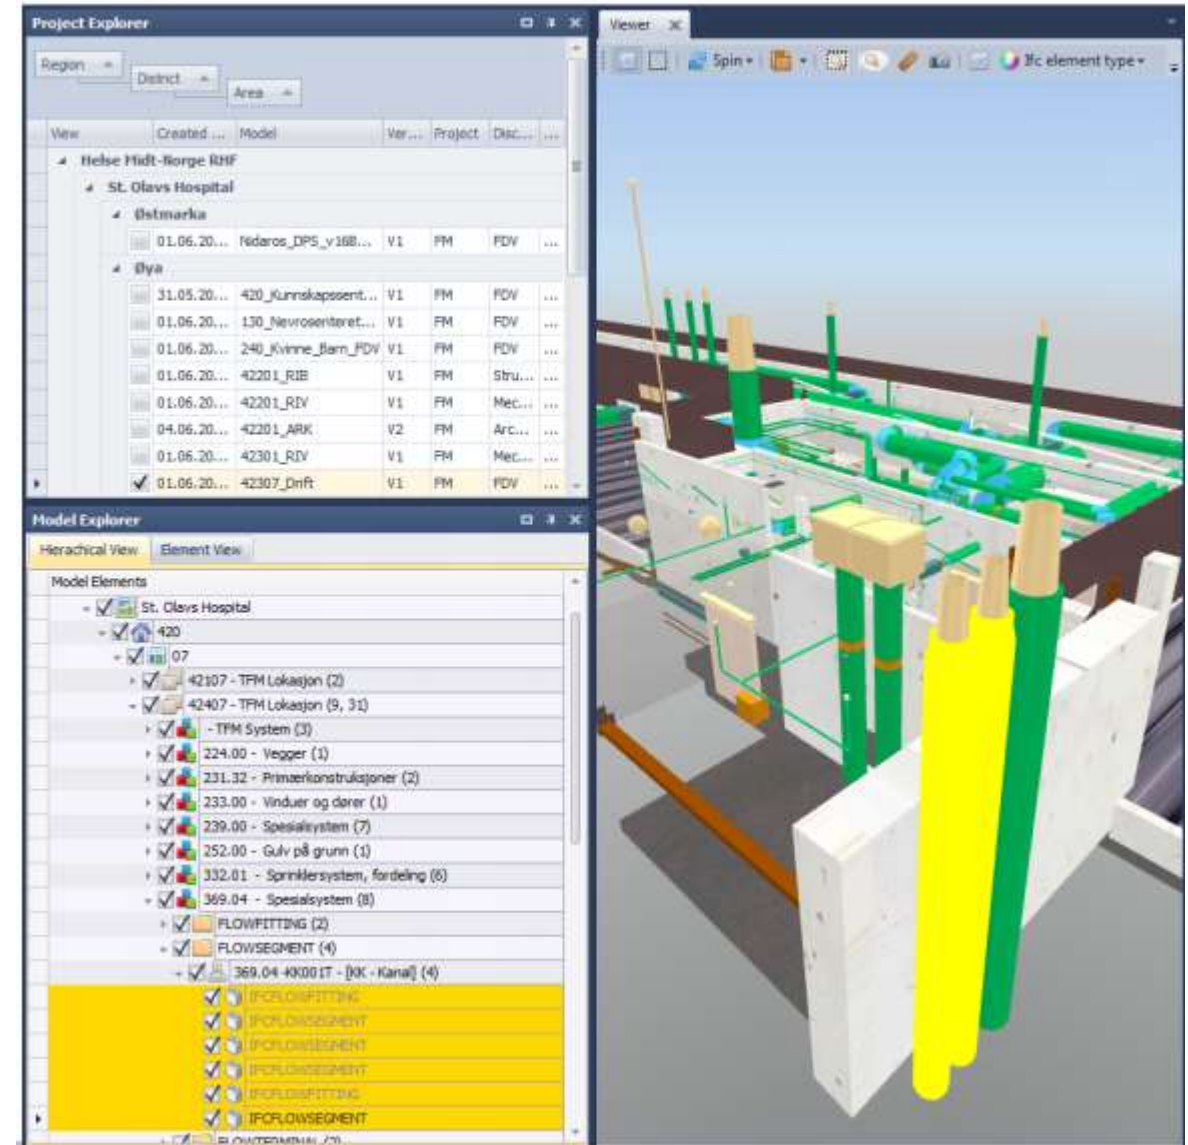 Project Explorer
Region
District
Area
View Created ... Model Ver... Project Disc... ...
Helse Midt-Norge RHF
St. Olavs Hospital
Østmarka
01.06.20... Nidaros_DPS_v16B... V1 FM FDV ...
Øya
31.05.20... 420_Kunnskapssent... V1 FM FDV ...
01.06.20... 130_Nevrosenteret... V1 FM FDV ...
01.06.20... 240_Kvinne_Barn_FDV V1 FM FDV ...
01.06.20... 42201_RIB V1 FM Stru... ...
01.06.20... 42201_RIV V1 FM Mec... ...
04.06.20... 42201_ARK V2 FM Arc... ...
01.06.20... 42301_RIV V1 FM Mec... ...
01.06.20... 42307_Drift V1 FM FDV ...
Model Explorer
Hierachical View Element View
Model Elements
St. Olavs Hospital
420
07
42107 - TFM Lokasjon (2)
42407 - TFM Lokasjon (9, 31)
- TFM System (3)
224.00 - Vegger (1)
231.32 - Primærkonstruksjoner (2)
233.00 - Vinduer og dører (1)
239.00 - Spesialsystem (7)
252.00 - Gulv på grunn (1)
332.01 - Sprinklersystem, fordeling (6)
369.04 - Spesialsystem (8)
FLOWFITTING (2)
FLOWSEGMENT (4)
369.04-KK001T - [KK - Kanal] (4)
IFCFLOWFITTING
IFCFLOWSEGMENT
IFCFLOWSEGMENT
IFCFLOWSEGMENT
IFCFLOWFITTING
IFCFLOWSEGMENT
FLOWTERMINAL (2)
Viewer
Spin
Ifc element type